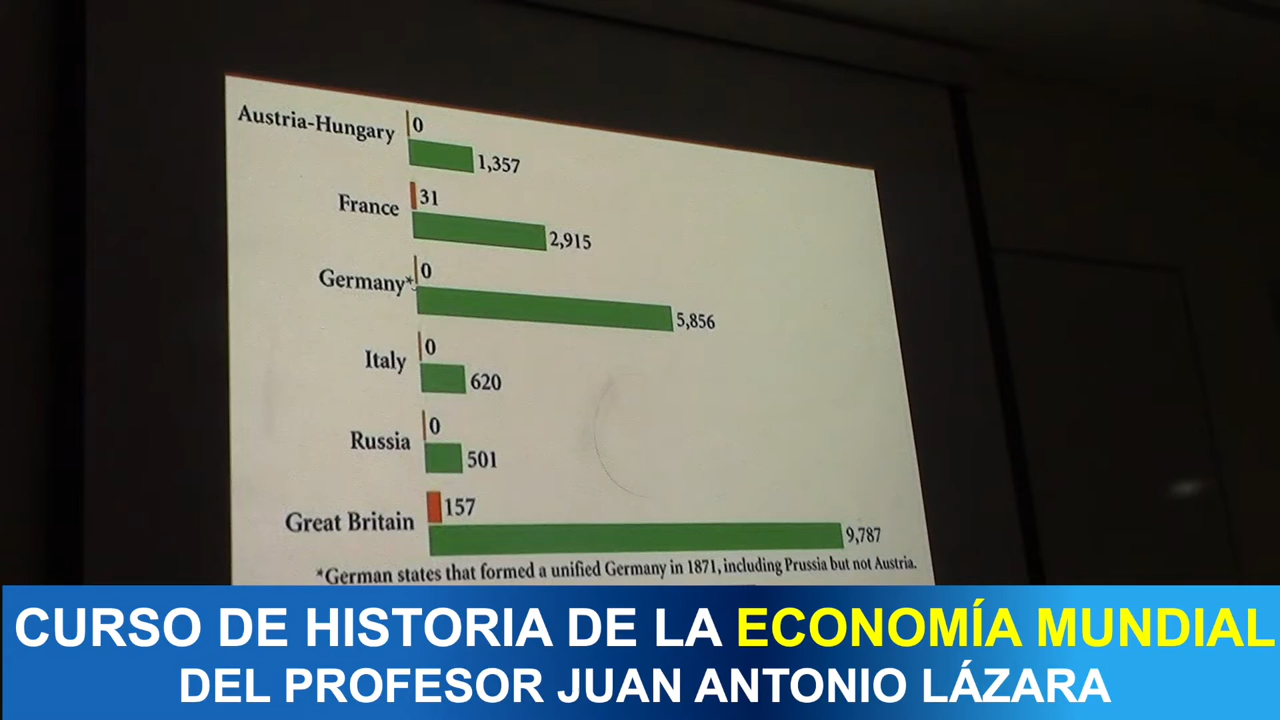 Austria-Hungary
0
1,357
France
31
2,915
Germany*
0
5,856
Italy
0
620
Russia
0
501
Great Britain
157
9,787
*German states that formed a unified Germany in 1871, including Prussia but not Austria.
CURSO DE HISTORIA DE LA ECONOMÍA MUNDIAL
DEL PROFESOR JUAN ANTONIO LÁZARA